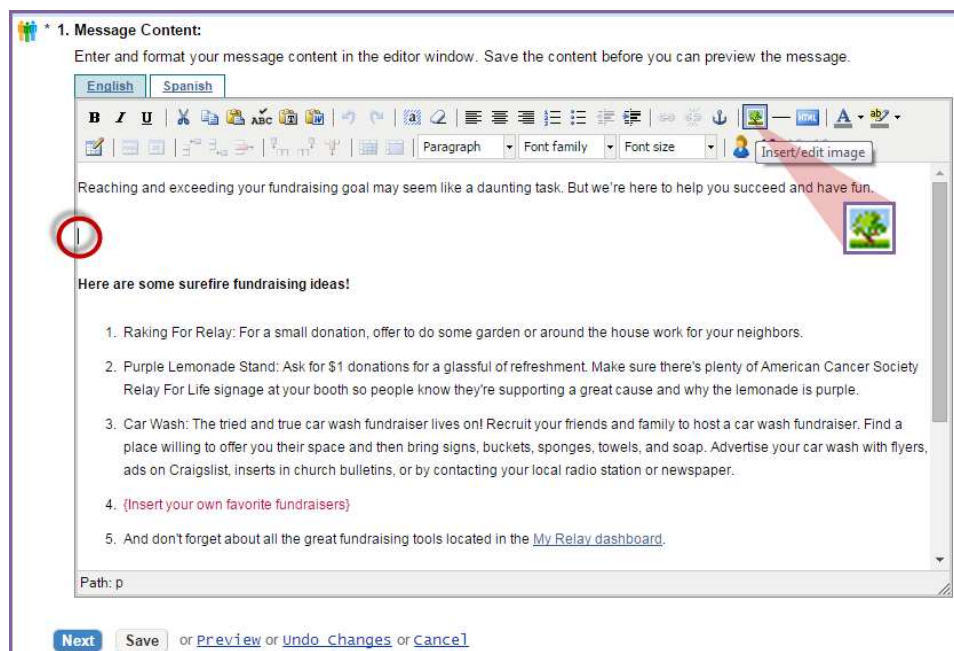 * 1. Message Content:
Enter and format your message content in the editor window. Save the content before you can preview the message.
English Spanish
B I U ABC HTML A ab
Paragraph Font family Font size
Insert/edit image
Reaching and exceeding your fundraising goal may seem like a daunting task. But we're here to help you succeed and have fun.
Here are some surefire fundraising ideas!
1. Raking For Relay: For a small donation, offer to do some garden or around the house work for your neighbors.
2. Purple Lemonade Stand: Ask for $1 donations for a glassful of refreshment. Make sure there's plenty of American Cancer Society
Relay For Life signage at your booth so people know they're supporting a great cause and why the lemonade is purple.
3. Car Wash: The tried and true car wash fundraiser lives on! Recruit your friends and family to host a car wash fundraiser. Find a
place willing to offer you their space and then bring signs, buckets, sponges, towels, and soap. Advertise your car wash with flyers,
ads on Craigslist, inserts in church bulletins, or by contacting your local radio station or newspaper.
4. {Insert your own favorite fundraisers}
5. And don't forget about all the great fundraising tools located in the My Relay dashboard.
Path: p
Next Save or Preview or Undo Changes or Cancel